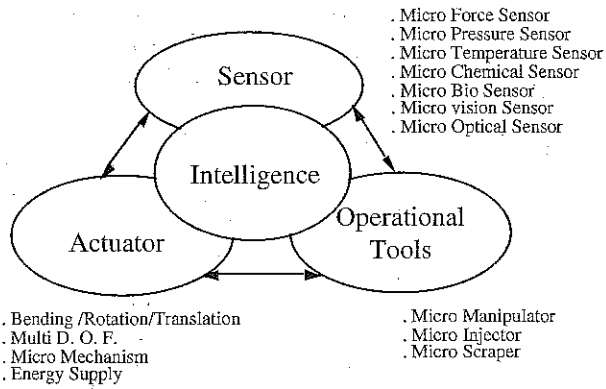 . Micro Force Sensor
. Micro Pressure Sensor
. Micro Temperature Sensor
. Micro Chemical Sensor
. Micro Bio Sensor
. Micro vision Sensor
. Micro Optical Sensor
Sensor
Intelligence
Actuator
Operational
Tools
. Bending /Rotation/Translation
. Multi D. O. F.
. Micro Mechanism
. Energy Supply
. Micro Manipulator
. Micro Injector
. Micro Scraper